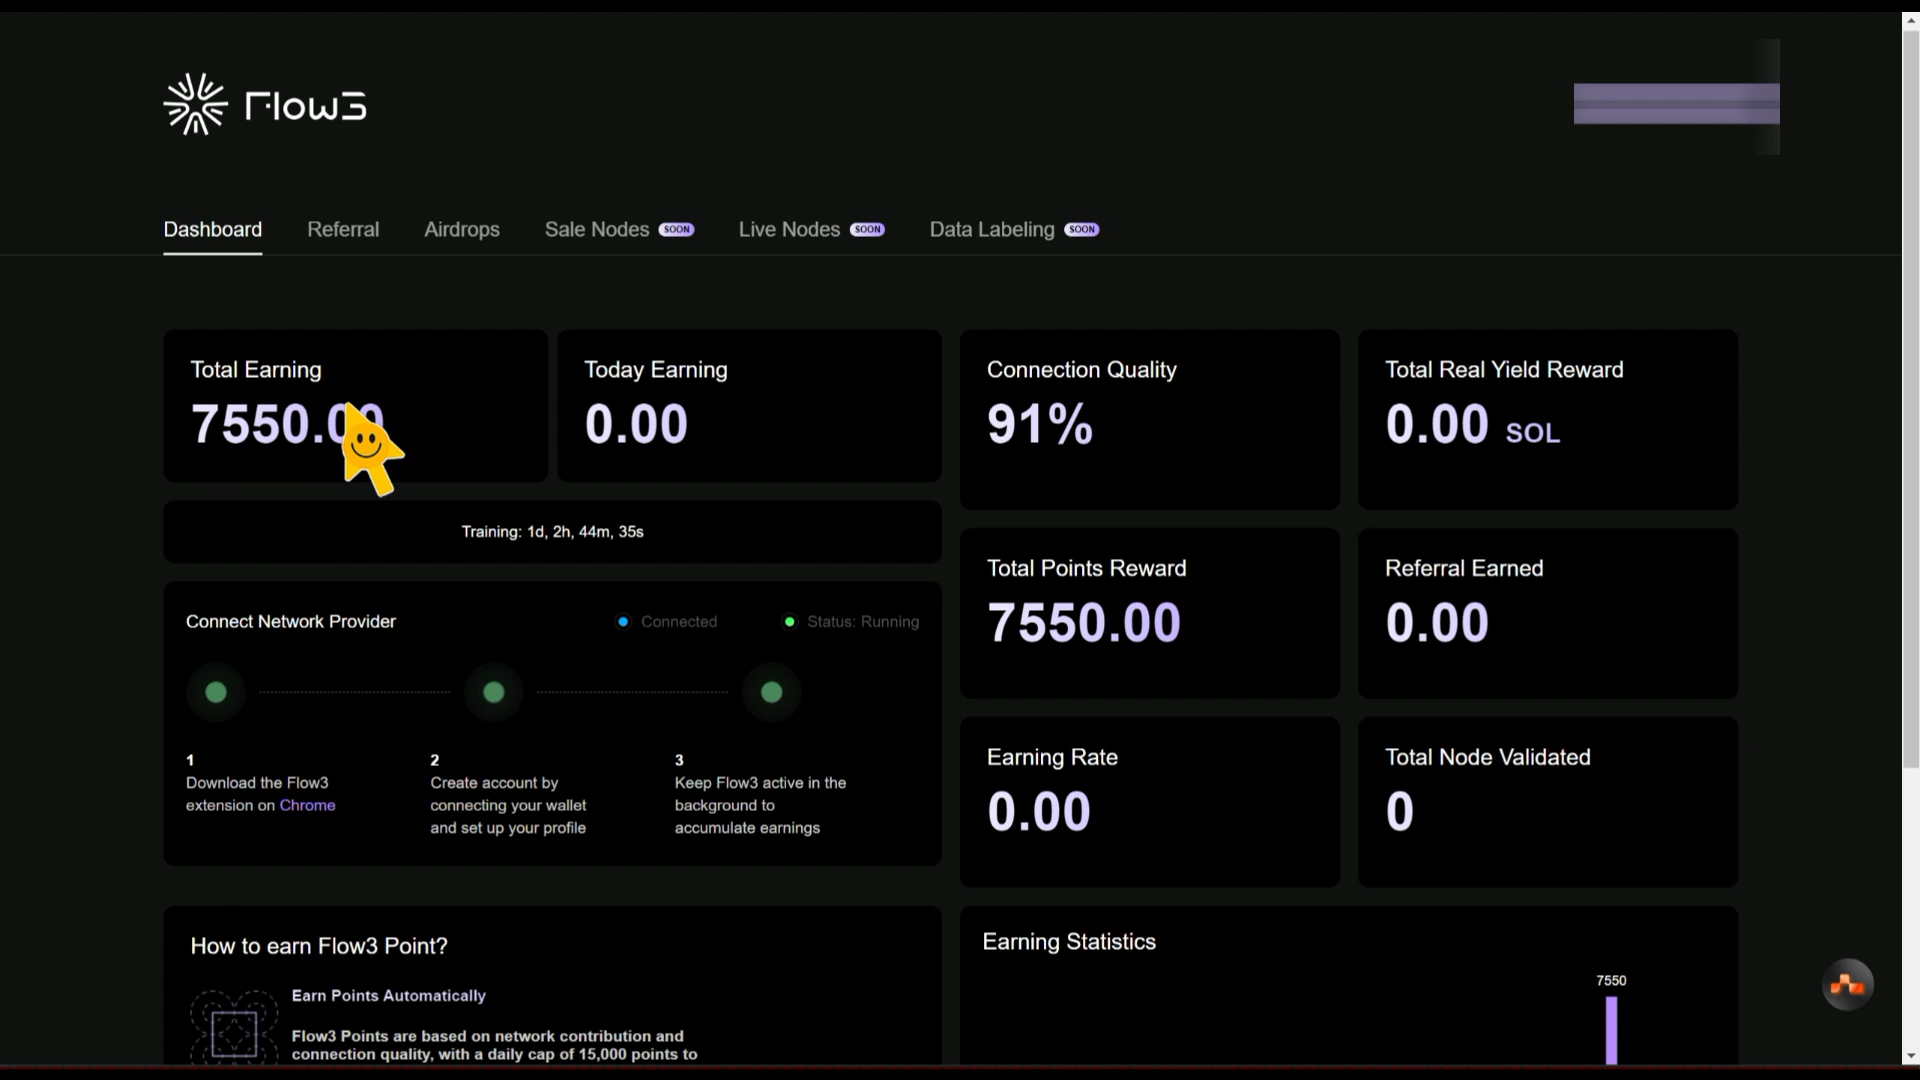 Flow3
Dashboard
Referral
Airdrops
Sale Nodes SOON
Live Nodes SOON
Data Labeling SOON
Total Earning
7550.00
Today Earning
0.00
Connection Quality
91%
Total Real Yield Reward
0.00 SOL
Training: 1d, 2h, 44m, 35s
Total Points Reward
7550.00
Referral Earned
0.00
Connect Network Provider
Connected
Status: Running
1
Download the Flow3
extension on Chrome
2
Create account by
connecting your wallet
and set up your profile
3
Keep Flow3 active in the
background to
accumulate earnings
Earning Rate
0.00
Total Node Validated
0
How to earn Flow3 Point?
Earn Points Automatically
Flow3 Points are based on network contribution and
connection quality, with a daily cap of 15,000 points to
Earning Statistics
7550